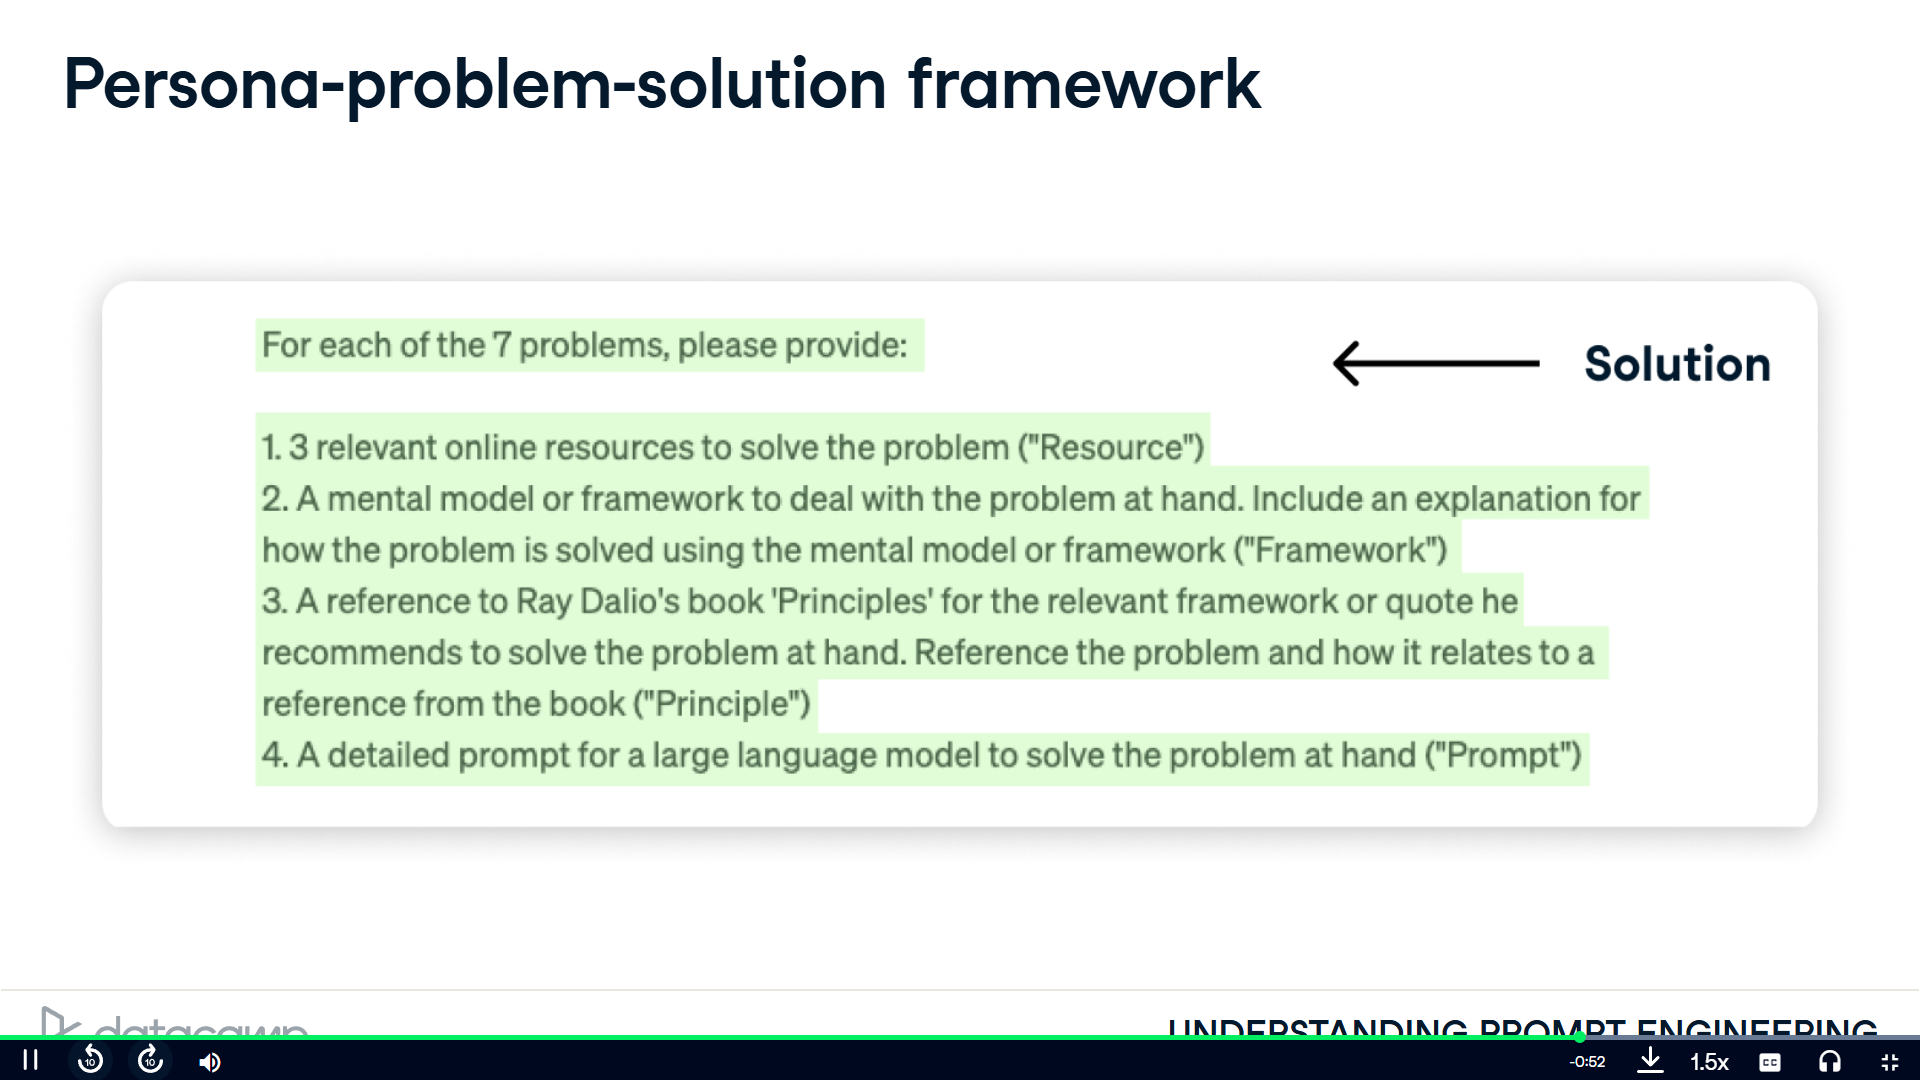 Persona-problem-solution framework
For each of the 7 problems, please provide:
Solution
1. 3 relevant online resources to solve the problem ("Resource")
2. A mental model or framework to deal with the problem at hand. Include an explanation for
how the problem is solved using the mental model or framework ("Framework")
3. A reference to Ray Dalio's book 'Principles' for the relevant framework or quote he
recommends to solve the problem at hand. Reference the problem and how it relates to a
reference from the book ("Principle")
4. A detailed prompt for a large language model to solve the problem at hand ("Prompt")
datacamp
UNDERSTANDING PROMPT ENGINEERING
10
10
-0:52
1.5x
CC